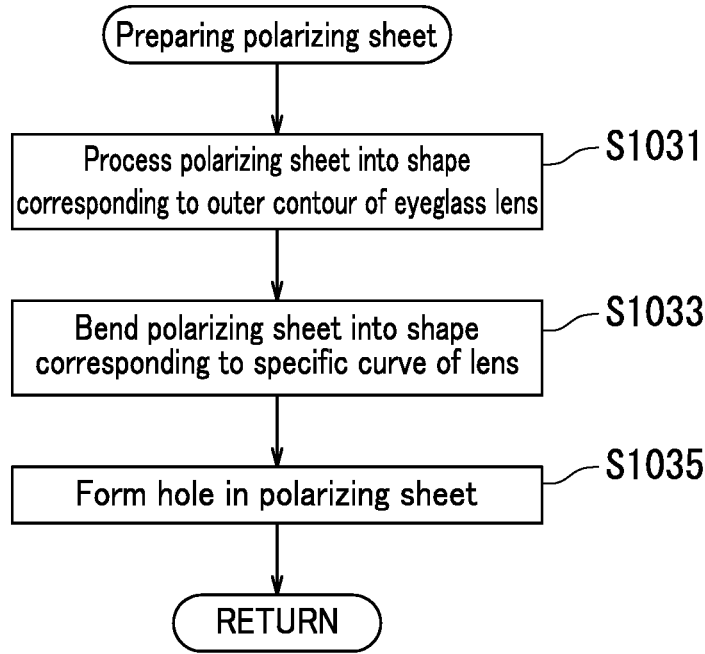 Preparing polarizing sheet
Process polarizing sheet into shape
corresponding to outer contour of eyeglass lens
S1031
Bend polarizing sheet into shape
corresponding to specific curve of lens
S1033
Form hole in polarizing sheet
S1035
RETURN